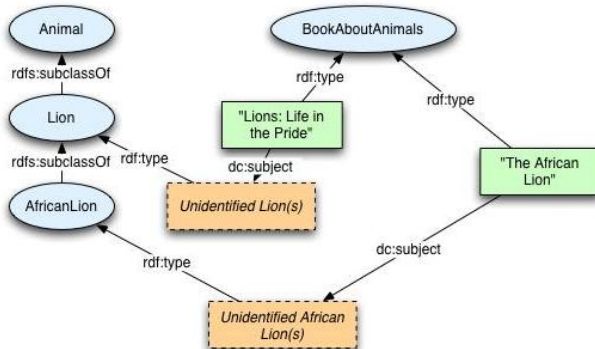 Animal
BookAboutAnimals
rdfs:subclassOf
rdf:type
rdf:type
Lion
"Lions: Life in
the Pride"
rdfs:subclassOf
rdf:type
dc:subject
"The African
Lion"
AfricanLion
Unidentified Lion(s)
dc:subject
rdf:type
Unidentified African
Lion(s)